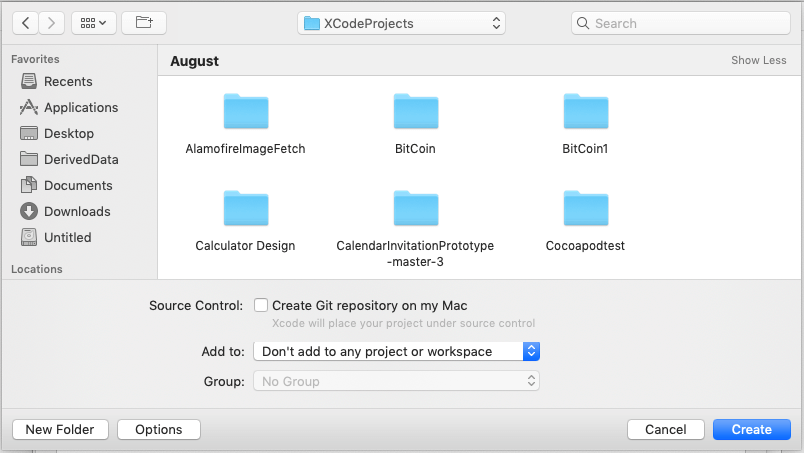 XCodeProjects
Search
Favorites
Recents
Applications
Desktop
DerivedData
Documents
Downloads
Untitled
Locations
August
Show Less
AlamofireImageFetch
BitCoin
BitCoin1
Calculator Design
CalendarInvitationPrototype
-master-3
Cocoapodtest
Source Control:
Create Git repository on my Mac
Xcode will place your project under source control
Add to:
Don't add to any project or workspace
Group:
No Group
New Folder
Options
Cancel
Create